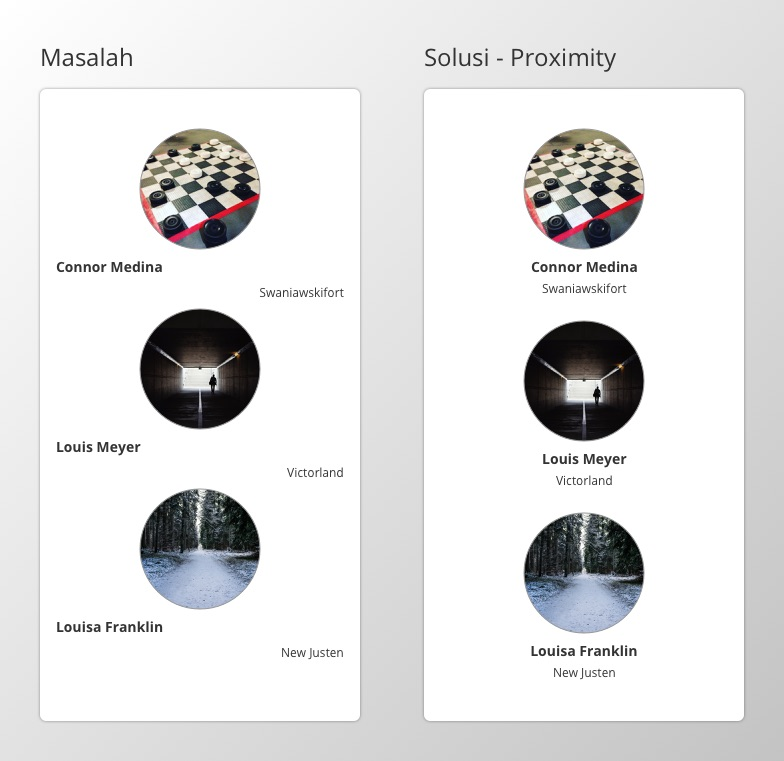 Masalah
Connor Medina
Swaniawskifort
Louis Meyer
Victorland
Louisa Franklin
New Justen
Solusi - Proximity
Connor Medina
Swaniawskifort
Louis Meyer
Victorland
Louisa Franklin
New Justen